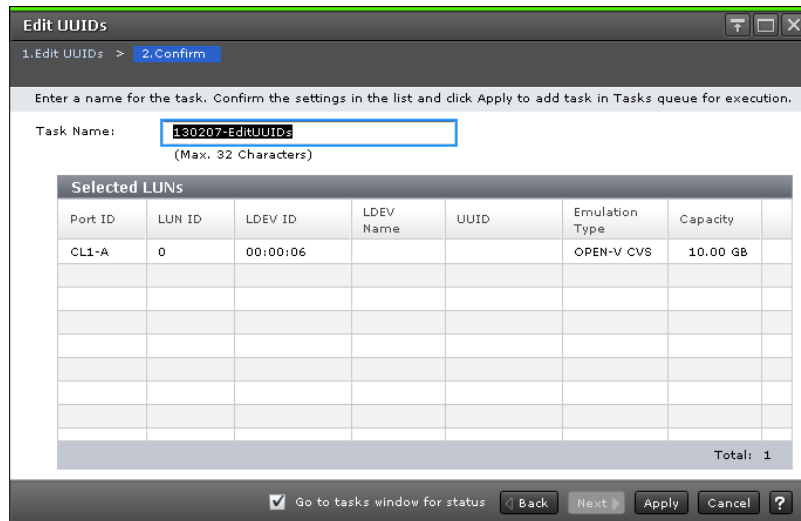 Edit UUIDs
1.Edit UUIDs > 2.Confirm
Enter a name for the task. Confirm the settings in the list and click Apply to add task in Tasks queue for execution.
Task Name: 130207-EditUUIDs
(Max. 32 Characters)
Selected LUNs
Port ID LUN ID LDEV ID LDEV Name UUID Emulation Type Capacity
CL1-A 0 00:00:06 OPEN-V CVS 10.00 GB
Total: 1
Go to tasks window for status Back Next Apply Cancel ?